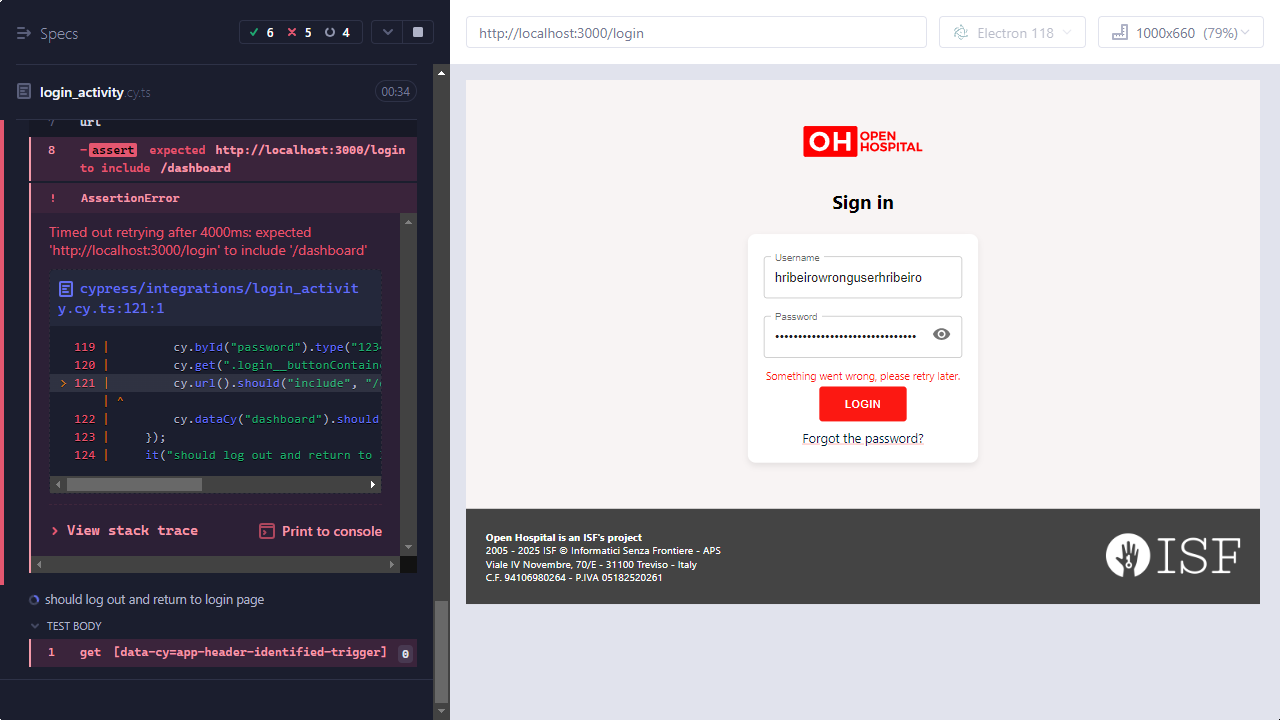 Specs
6
5
4
login_activity.cy.ts
00:34
7 url
8 -assert expected http://localhost:3000/login
to include /dashboard
! AssertionError
Timed out retrying after 4000ms: expected
'http://localhost:3000/login' to include '/dashboard'
cypress/integrations/login_activit
y.cy.ts:121:1
119 | cy.byId("password").type("1234
120 | cy.get(".login__buttonContaine
> 121 | cy.url().should("include", "/d
| ^
122 | cy.dataCy("dashboard").should
123 | });
124 | it("should log out and return to
View stack trace
Print to console
should log out and return to login page
TEST BODY
1 get [data-cy=app-header-identified-trigger] 0
http://localhost:3000/login
Electron 118
1000x660 (79%)
OH OPEN
HOSPITAL
Sign in
Username
hribeirowronguserhribeiro
Password
Something went wrong, please retry later.
LOGIN
Forgot the password?
Open Hospital is an ISF's project
2005 - 2025 ISF © Informatici Senza Frontiere - APS
Viale IV Novembre, 70/E - 31100 Treviso - Italy
C.F. 94106980264 - P.IVA 05182520261
ISF